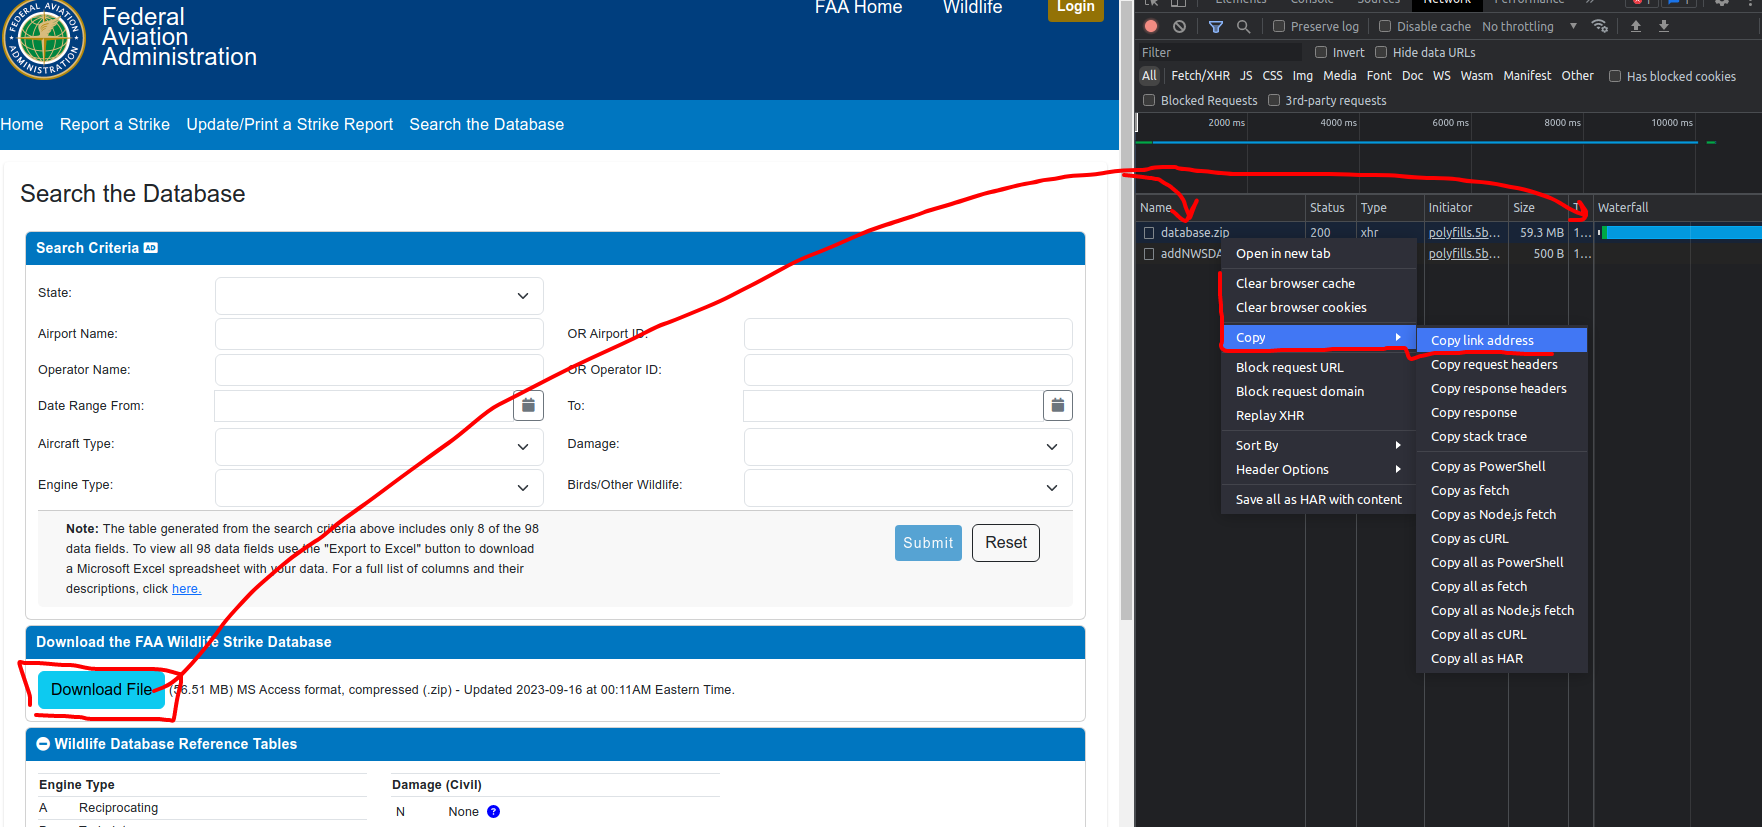 FEDERAL AVIATION
ADMINISTRATION
Federal
Aviation
Administration
FAA Home Wildlife Login
Home Report a Strike Update/Print a Strike Report Search the Database
Search the Database
Search Criteria AD
State:
Airport Name: OR Airport ID:
Operator Name: OR Operator ID:
Date Range From: To:
Aircraft Type: Damage:
Engine Type: Birds/Other Wildlife:
Note: The table generated from the search criteria above includes only 8 of the 98
data fields. To view all 98 data fields use the "Export to Excel" button to download
a Microsoft Excel spreadsheet with your data. For a full list of columns and their
descriptions, click here.
Submit Reset
Download the FAA Wildlife Strike Database
Download File (56.51 MB) MS Access format, compressed (.zip) - Updated 2023-09-16 at 00:11AM Eastern Time.
Wildlife Database Reference Tables
Engine Type Damage (Civil)
A Reciprocating N None ?
Elements Console Sources Network Performance
Preserve log Disable cache No throttling
Filter Invert Hide data URLs
All Fetch/XHR JS CSS Img Media Font Doc WS Wasm Manifest Other Has blocked cookies
Blocked Requests 3rd-party requests
2000 ms 4000 ms 6000 ms 8000 ms 10000 ms
Name Status Type Initiator Size T... Waterfall
database.zip 200 xhr polyfills.5b... 59.3 MB 1...
addNWSDA polyfills.5b... 500 B 1...
Open in new tab
Clear browser cache
Clear browser cookies
Copy
Block request URL
Block request domain
Replay XHR
Sort By
Header Options
Save all as HAR with content
Copy link address
Copy request headers
Copy response headers
Copy response
Copy stack trace
Copy as PowerShell
Copy as fetch
Copy as Node.js fetch
Copy as cURL
Copy all as PowerShell
Copy all as fetch
Copy all as Node.js fetch
Copy all as cURL
Copy all as HAR